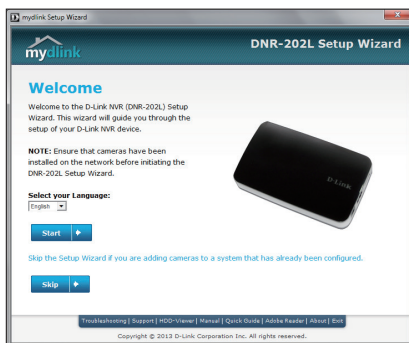 mydlink Setup Wizard
mydlink
DNR-202L Setup Wizard
Welcome
Welcome to the D-Link NVR (DNR-202L) Setup
Wizard. This wizard will guide you through the
setup of your D-Link NVR device.
NOTE: Ensure that cameras have been
installed on the network before initiating the
DNR-202L Setup Wizard.
D-Link
Select your Language:
English
Start
Skip the Setup Wizard if you are adding cameras to a system that has already been configured.
Skip
Troubleshooting | Support | HDD-Viewer | Manual | Quick Guide | Adobe Reader | About | Exit
Copyright © 2013 D-Link Corporation Inc. All rights reserved.